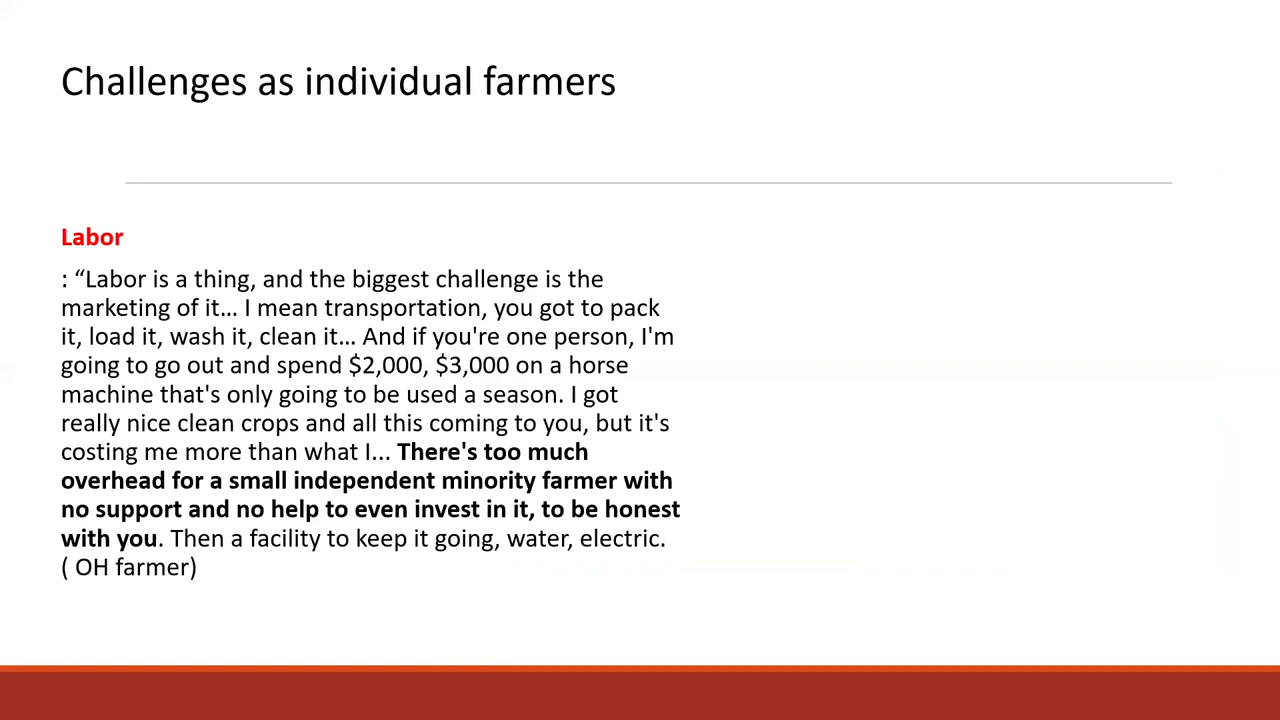 Challenges as individual farmers
Labor
: “Labor is a thing, and the biggest challenge is the
marketing of it… I mean transportation, you got to pack
it, load it, wash it, clean it… And if you're one person, I'm
going to go out and spend $2,000, $3,000 on a horse
machine that's only going to be used a season. I got
really nice clean crops and all this coming to you, but it's
costing me more than what I... There's too much
overhead for a small independent minority farmer with
no support and no help to even invest in it, to be honest
with you. Then a facility to keep it going, water, electric.
( OH farmer)